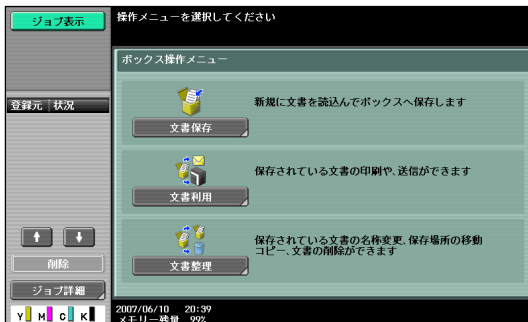 ジョブ表示
操作メニューを選択してください
ボックス操作メニュー
登録元 状況
新規に文書を読込んでボックスへ保存します
文書保存
保存されている文書の印刷や、送信ができます
文書利用
保存されている文書の名称変更、保存場所の移動
コピー、文書の削除ができます
文書整理
削除
ジョブ詳細
Y M C K
2007/06/10 20:39
メモリー残量 99%